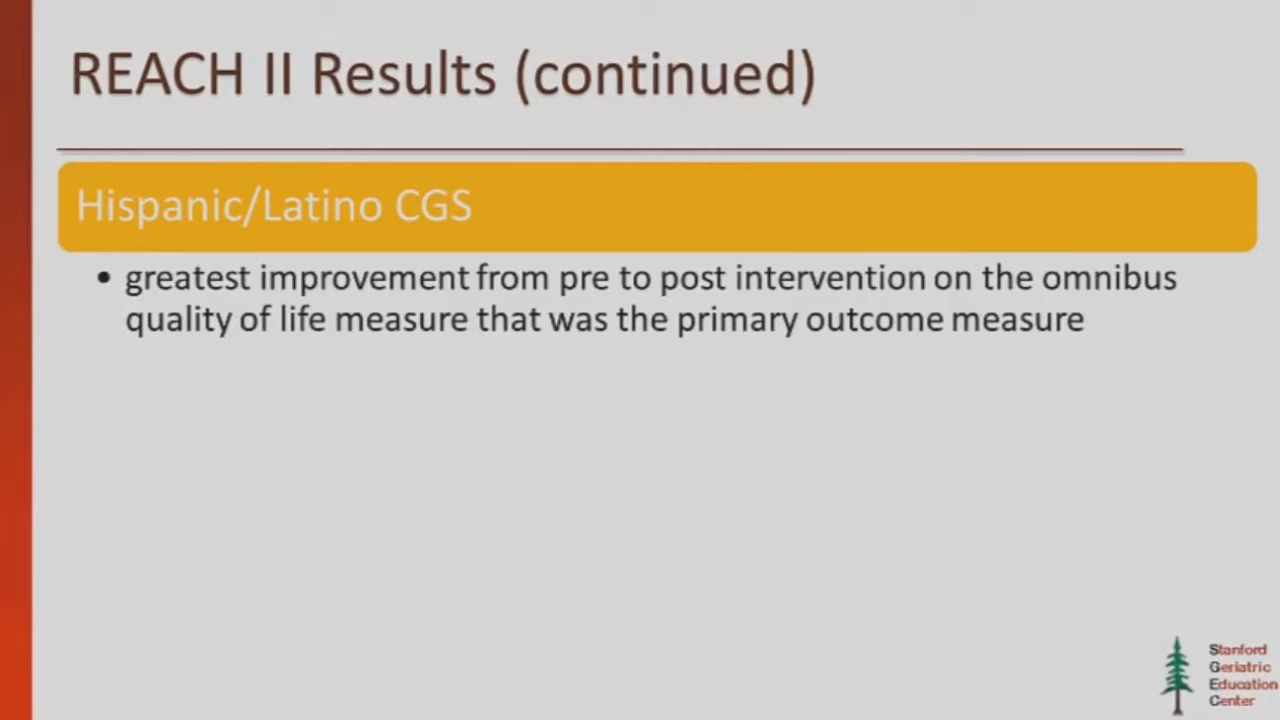 REACH II Results (continued)
Hispanic/Latino CGS
• greatest improvement from pre to post intervention on the omnibus
quality of life measure that was the primary outcome measure
Stanford
Geriatric
Education
Center